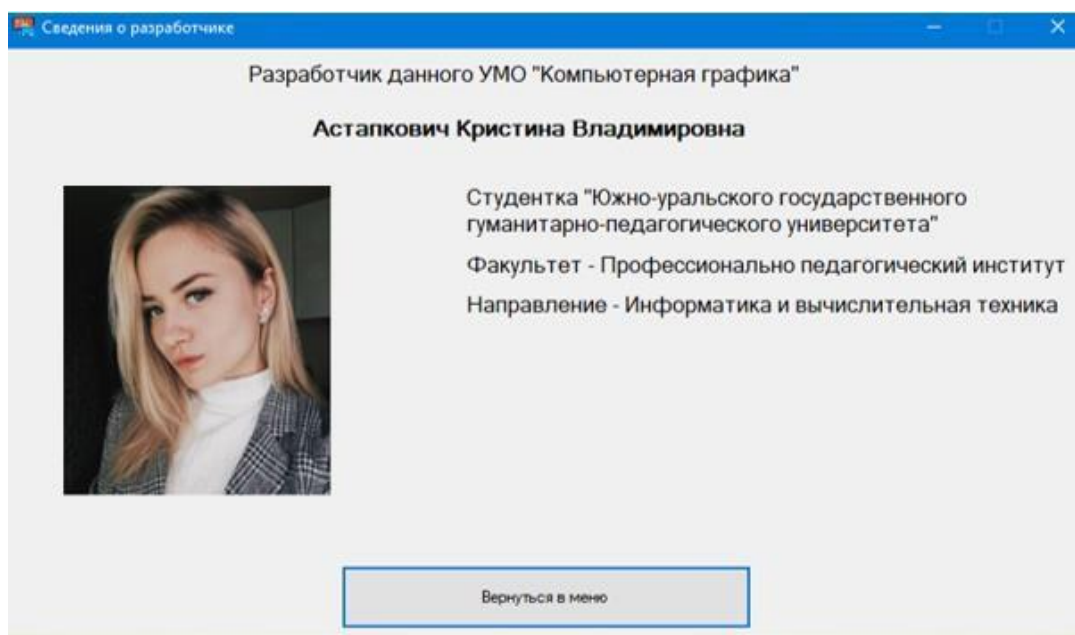 Сведения о разработчике
Разработчик данного УМО "Компьютерная графика"
Астапкович Кристина Владимировна
Студентка "Южно-уральского государственного
гуманитарно-педагогического университета"
Факультет - Профессионально педагогический институт
Направление - Информатика и вычислительная техника
Вернуться в меню